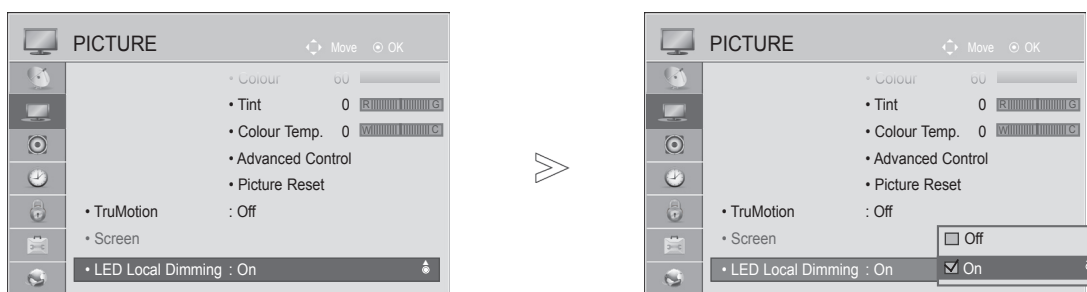 PICTURE
Move
OK
• Colour 60
• Tint 0 R G
• Colour Temp. 0 W C
• Advanced Control
• Picture Reset
• TruMotion : Off
• Screen
• LED Local Dimming : On
PICTURE
Move
OK
• Colour 60
• Tint 0 R G
• Colour Temp. 0 W C
• Advanced Control
• Picture Reset
• TruMotion : Off
• Screen
Off
• LED Local Dimming : On
On